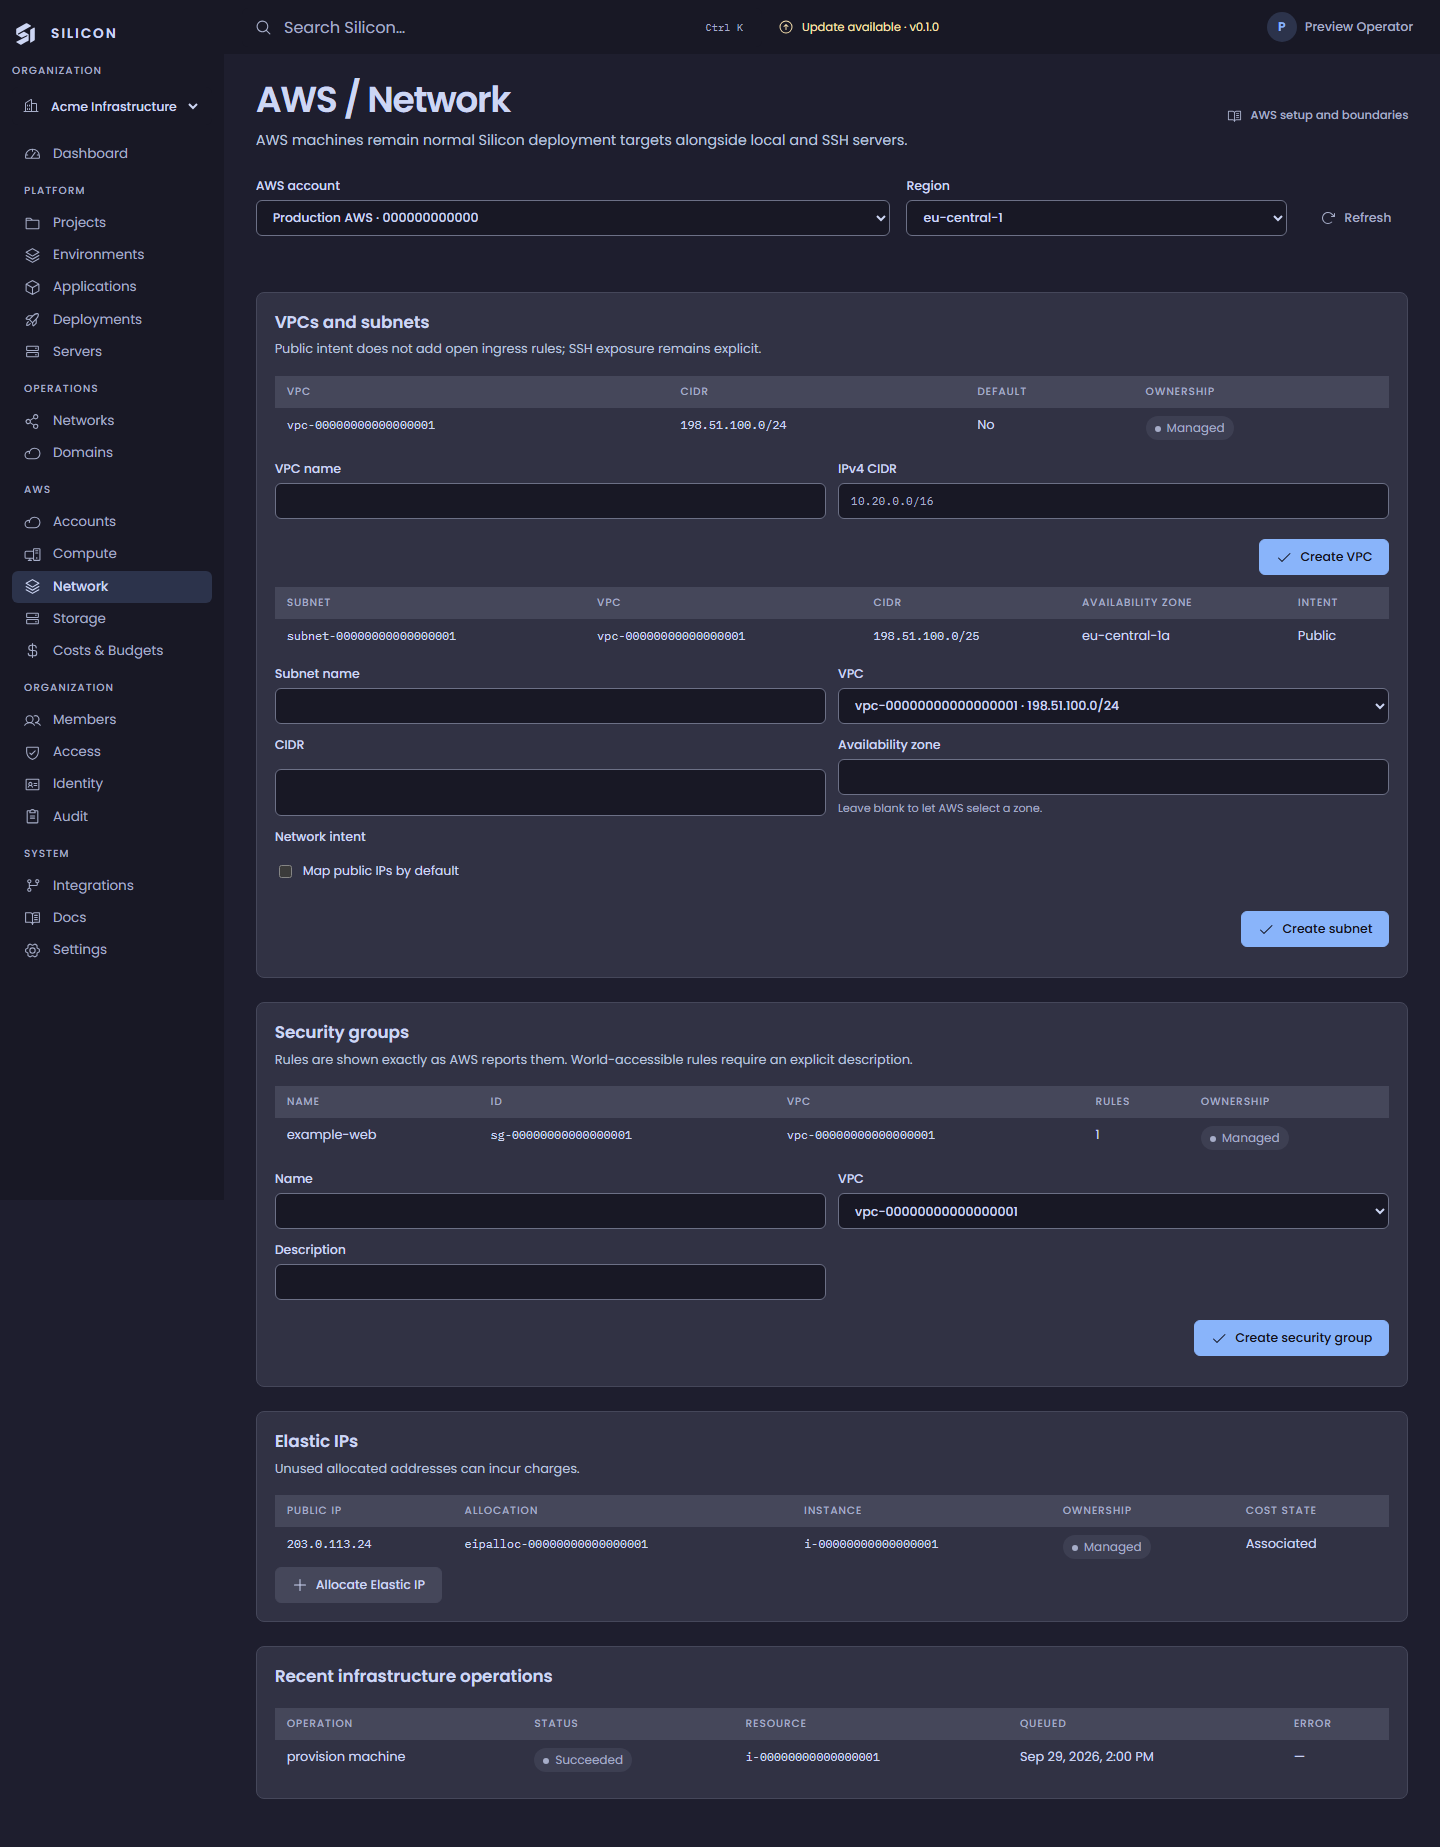 SILICON
Search Silicon...
Ctrl K
Update available · v0.1.0
P
Preview Operator
ORGANIZATION
Acme Infrastructure
Dashboard
PLATFORM
Projects
Environments
Applications
Deployments
Servers
OPERATIONS
Networks
Domains
AWS
Accounts
Compute
Network
Storage
Costs & Budgets
ORGANIZATION
Members
Access
Identity
Audit
SYSTEM
Integrations
Docs
Settings
AWS / Network
AWS machines remain normal Silicon deployment targets alongside local and SSH servers.
AWS setup and boundaries
AWS account
Region
Production AWS · 000000000000
eu-central-1
Refresh
VPCs and subnets
Public intent does not add open ingress rules; SSH exposure remains explicit.
VPC CIDR DEFAULT OWNERSHIP
vpc-00000000000000001 198.51.100.0/24 No Managed
VPC name
IPv4 CIDR
10.20.0.0/16
Create VPC
SUBNET VPC CIDR AVAILABILITY ZONE INTENT
subnet-00000000000000001 vpc-00000000000000001 198.51.100.0/25 eu-central-1a Public
Subnet name
VPC
vpc-00000000000000001 · 198.51.100.0/24
CIDR
Availability zone
Leave blank to let AWS select a zone.
Network intent
Map public IPs by default
Create subnet
Security groups
Rules are shown exactly as AWS reports them. World-accessible rules require an explicit description.
NAME ID VPC RULES OWNERSHIP
example-web sg-00000000000000001 vpc-00000000000000001 1 Managed
Name
VPC
vpc-00000000000000001
Description
Create security group
Elastic IPs
Unused allocated addresses can incur charges.
PUBLIC IP ALLOCATION INSTANCE OWNERSHIP COST STATE
203.0.113.24 eipalloc-00000000000000001 i-00000000000000001 Managed Associated
Allocate Elastic IP
Recent infrastructure operations
OPERATION STATUS RESOURCE QUEUED ERROR
provision machine Succeeded i-00000000000000001 Sep 29, 2026, 2:00 PM —